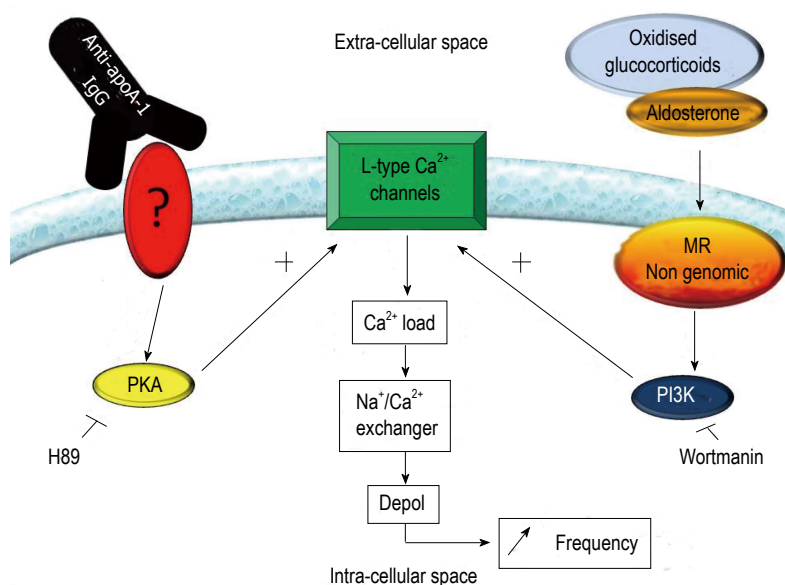 Extra-cellular space
Anti-apoA-1
IgG
Oxidised
glucocorticoids
Aldosterone
L-type Ca²⁺
channels
?
MR
Non genomic
+
+
Ca²⁺ load
PKA
PI3K
Na⁺/Ca²⁺
exchanger
H89
Wortmanin
Depol
Frequency
Intra-cellular space